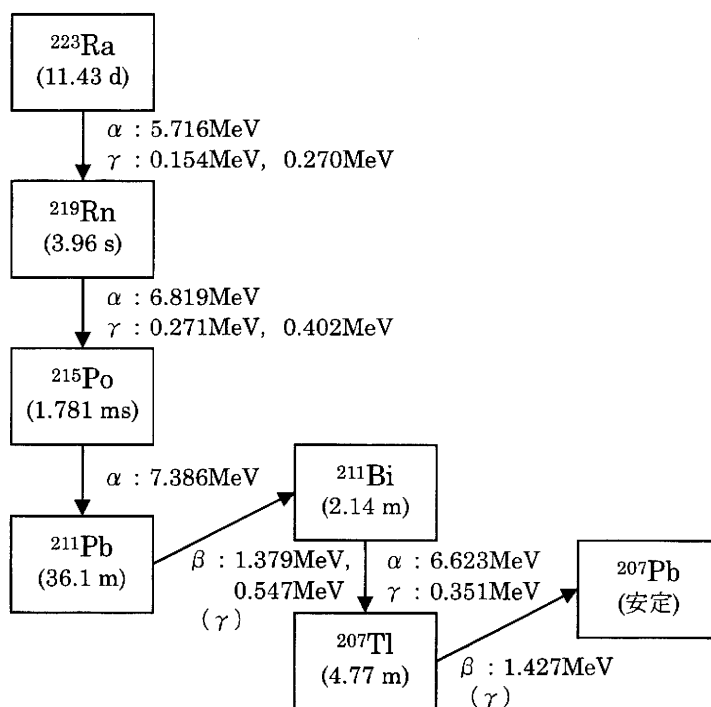 ²²³Ra
(11.43 d)
α : 5.716MeV
γ : 0.154MeV, 0.270MeV
²¹⁹Rn
(3.96 s)
α : 6.819MeV
γ : 0.271MeV, 0.402MeV
²¹⁵Po
(1.781 ms)
α : 7.386MeV
²¹¹Pb
(36.1 m)
²¹¹Bi
(2.14 m)
β : 1.379MeV,
0.547MeV
(γ)
α : 6.623MeV
γ : 0.351MeV
²⁰⁷Tl
(4.77 m)
β : 1.427MeV
(γ)
²⁰⁷Pb
(安定)